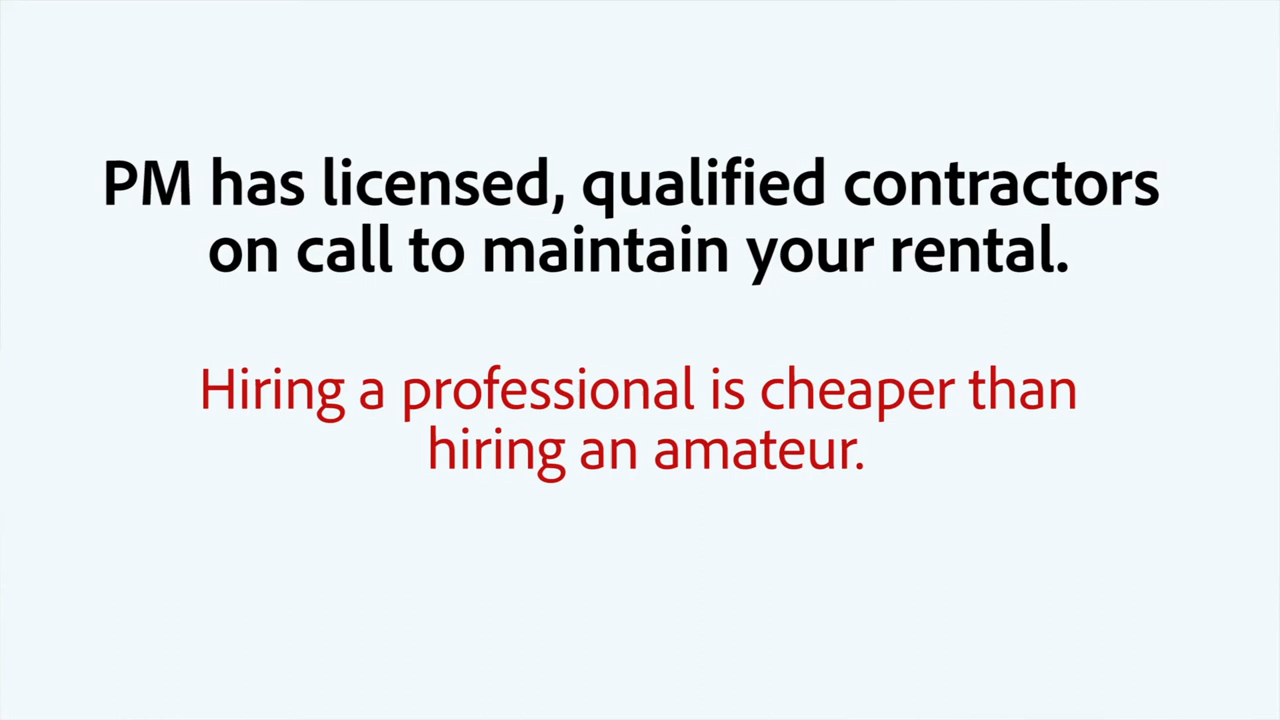 PM has licensed, qualified contractors
on call to maintain your rental.
Hiring a professional is cheaper than
hiring an amateur.